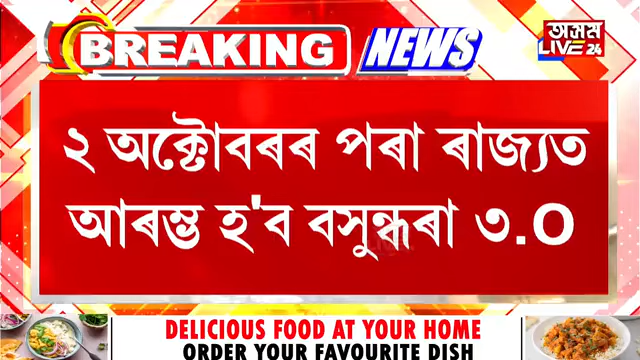 BREAKING NEWS
অসম
LIVE 24
২ অক্টোবৰৰ পৰা ৰাজ্যত
আৰম্ভ হ'ব বসুন্ধৰা ৩.০
DELICIOUS FOOD AT YOUR HOME
ORDER YOUR FAVOURITE DISH